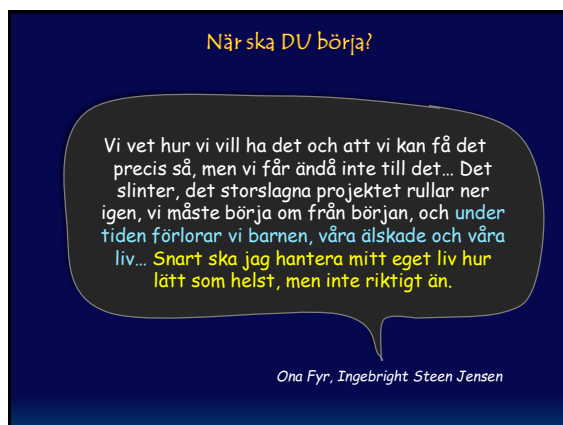 När ska DU börja?
Vi vet hur vi vill ha det och att vi kan få det
precis så, men vi får ändå inte till det... Det
slinter, det storslagna projektet rullar ner
igen, vi måste börja om från början, och under
tiden förlorar vi barnen, våra älskade och våra
liv... Snart ska jag hantera mitt eget liv hur
lätt som helst, men inte riktigt än.
Ona Fyr, Ingebright Steen Jensen